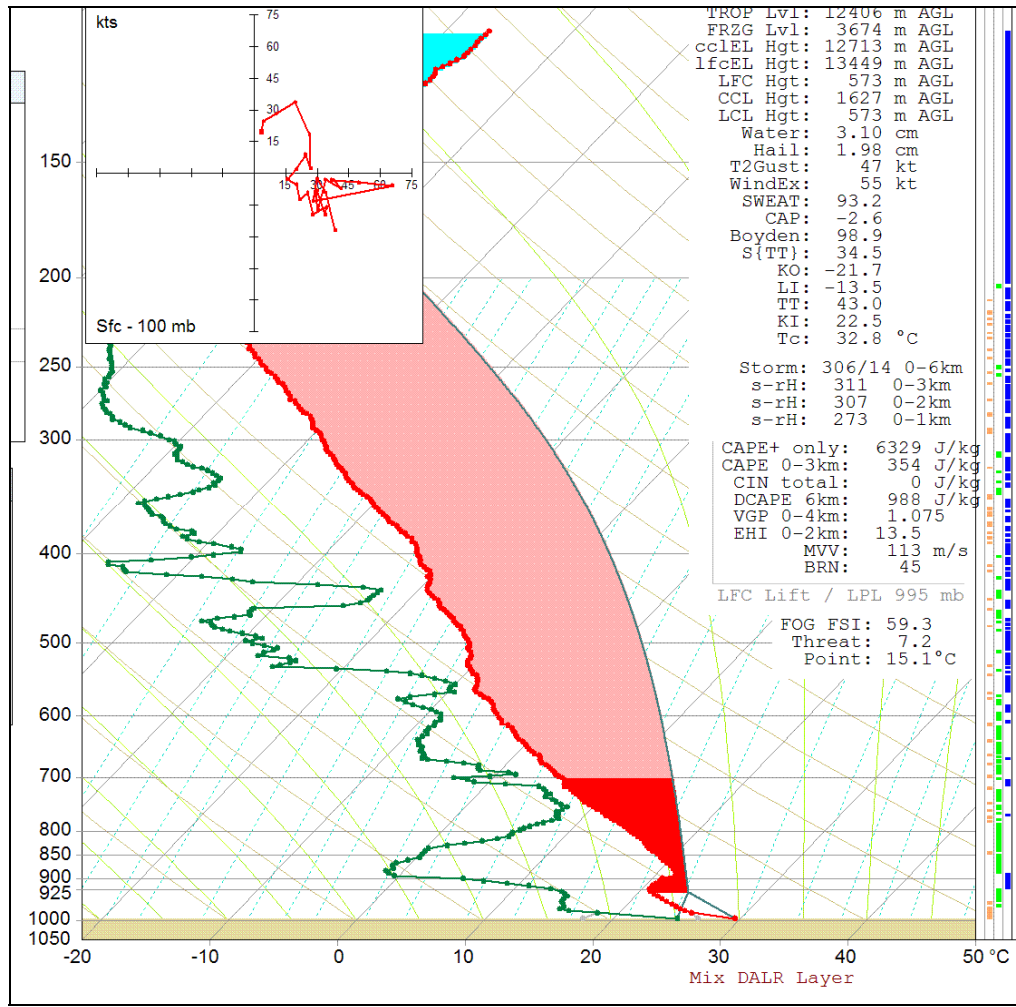 kts
75
60
45
30
15
15 30 45 60 75
Sfc - 100 mb
TROP Lvl: 12406 m AGL
FRZG Lvl: 3674 m AGL
cclEL Hgt: 12713 m AGL
lfcEL Hgt: 13449 m AGL
LFC Hgt: 573 m AGL
CCL Hgt: 1627 m AGL
LCL Hgt: 573 m AGL
Water: 3.10 cm
Hail: 1.98 cm
T2Gust: 47 kt
WindEx: 55 kt
SWEAT: 93.2
CAP: -2.6
Boyden: 98.9
S{TT}: 34.5
KO: -21.7
LI: -13.5
TT: 43.0
KI: 22.5
Tc: 32.8 °C
Storm: 306/14 0-6km
s-rH: 311 0-3km
s-rH: 307 0-2km
s-rH: 273 0-1km
CAPE+ only: 6329 J/kg
CAPE 0-3km: 354 J/kg
CIN total: 0 J/kg
DCAPE 6km: 988 J/kg
VGP 0-4km: 1.075
EHI 0-2km: 13.5
MVV: 113 m/s
BRN: 45
LFC Lift / LPL 995 mb
FOG FSI: 59.3
Threat: 7.2
Point: 15.1°C
150
200
250
300
400
500
600
700
800
850
900
925
1000
1050
-20 -10 0 10 20 30 40 50 °C
Mix DALR Layer